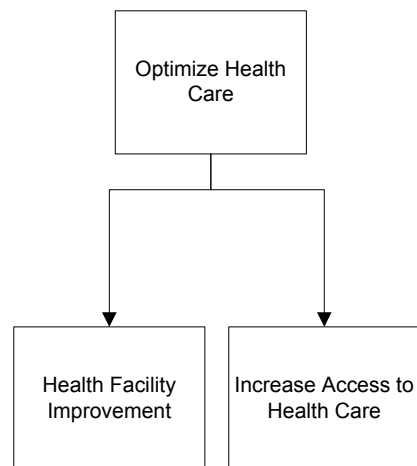 Optimize Health
Care
Health Facility
Improvement
Increase Access to
Health Care